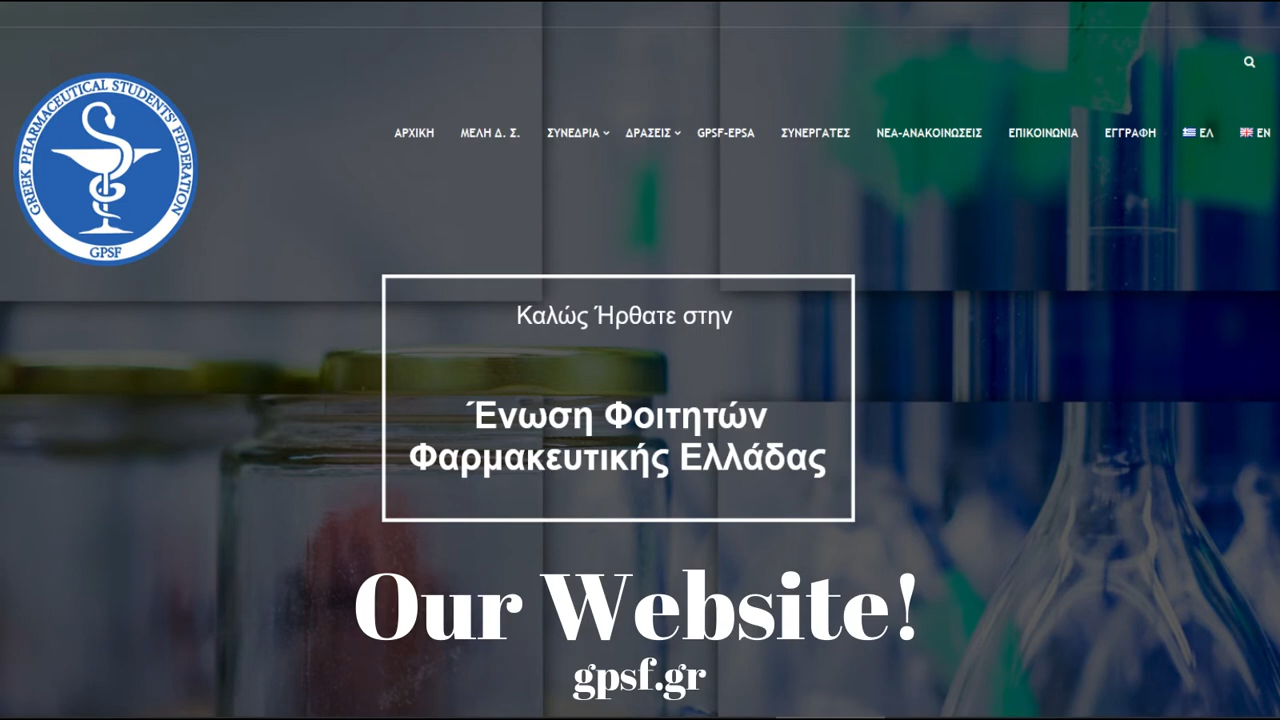 GREEK PHARMACEUTICAL STUDENTS' FEDERATION
GPSF
ΑΡΧΙΚΗ ΜΕΛΗ Δ. Σ. ΣΥΝΕΔΡΙΑ ΔΡΑΣΕΙΣ GPSF-EPSA ΣΥΝΕΡΓΑΤΕΣ ΝΕΑ-ΑΝΑΚΟΙΝΩΣΕΙΣ ΕΠΙΚΟΙΝΩΝΙΑ ΕΓΓΡΑΦΗ ΕΛ EN
Καλώς Ήρθατε στην
Ένωση Φοιτητών
Φαρμακευτικής Ελλάδας
Our Website!
gpsf.gr